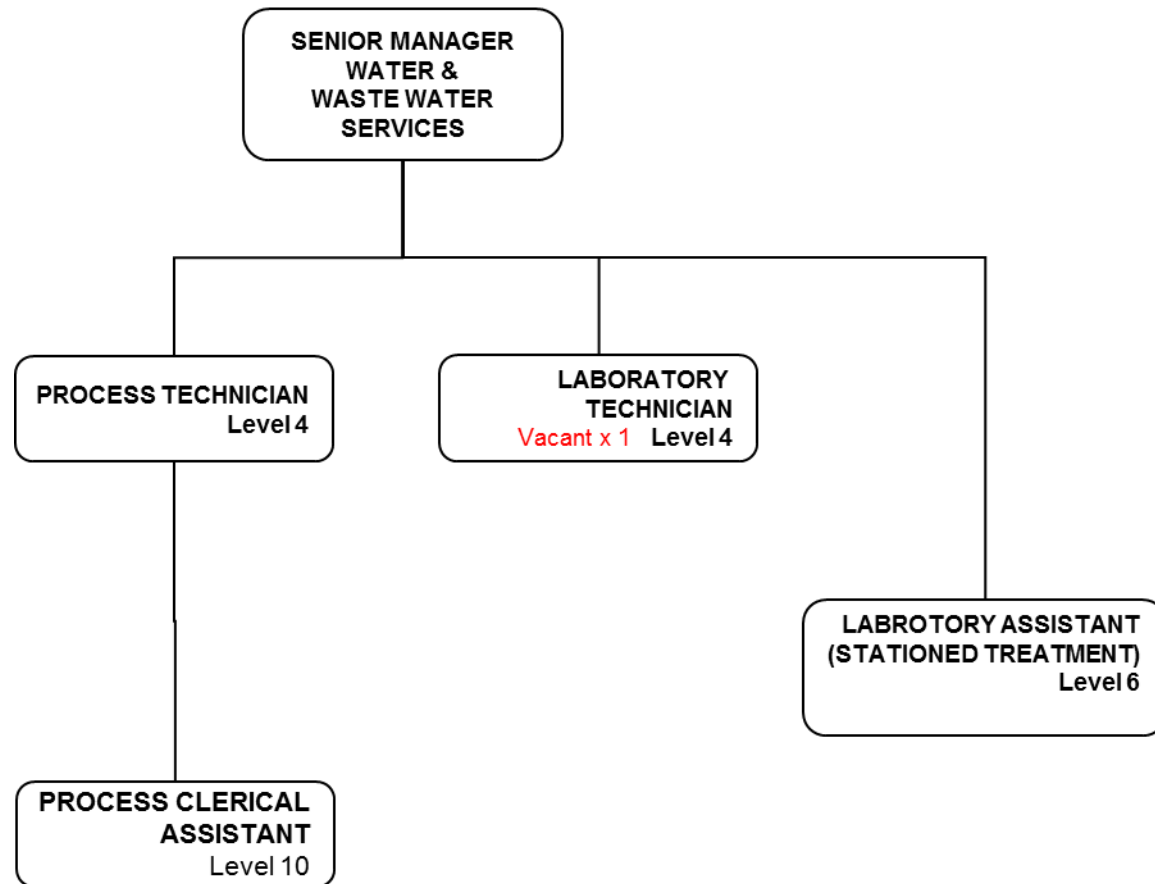 SENIOR MANAGER
WATER &
WASTE WATER
SERVICES
PROCESS TECHNICIAN
Level 4
LABORATORY
TECHNICIAN
Vacant x 1 Level 4
LABROTORY ASSISTANT
(STATIONED TREATMENT)
Level 6
PROCESS CLERICAL
ASSISTANT
Level 10